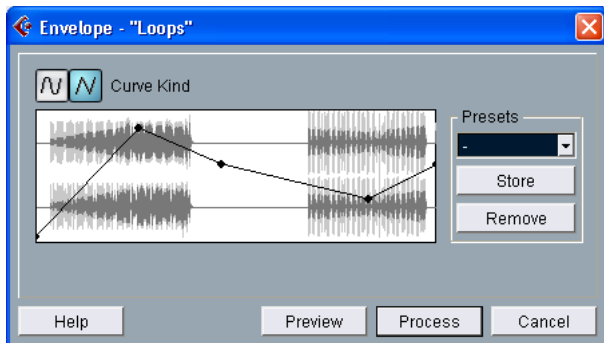 Envelope - "Loops"
Curve Kind
Presets
-
Store
Remove
Help
Preview
Process
Cancel